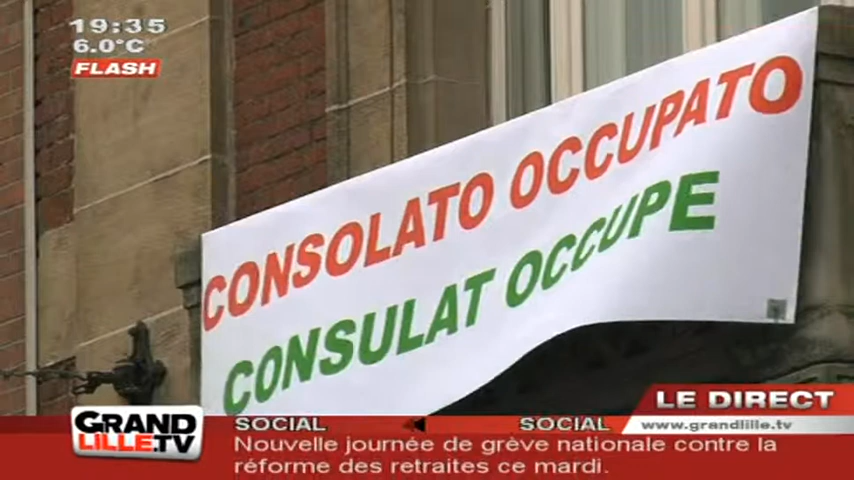 19:35
6.0°C
FLASH
CONSOLATO OCCUPATO
CONSULAT OCCUPE
LE DIRECT
www.grandlille.tv
GRAND
LILLE.TV
SOCIAL
SOCIAL
Nouvelle journée de grève nationale contre la
réforme des retraites ce mardi.